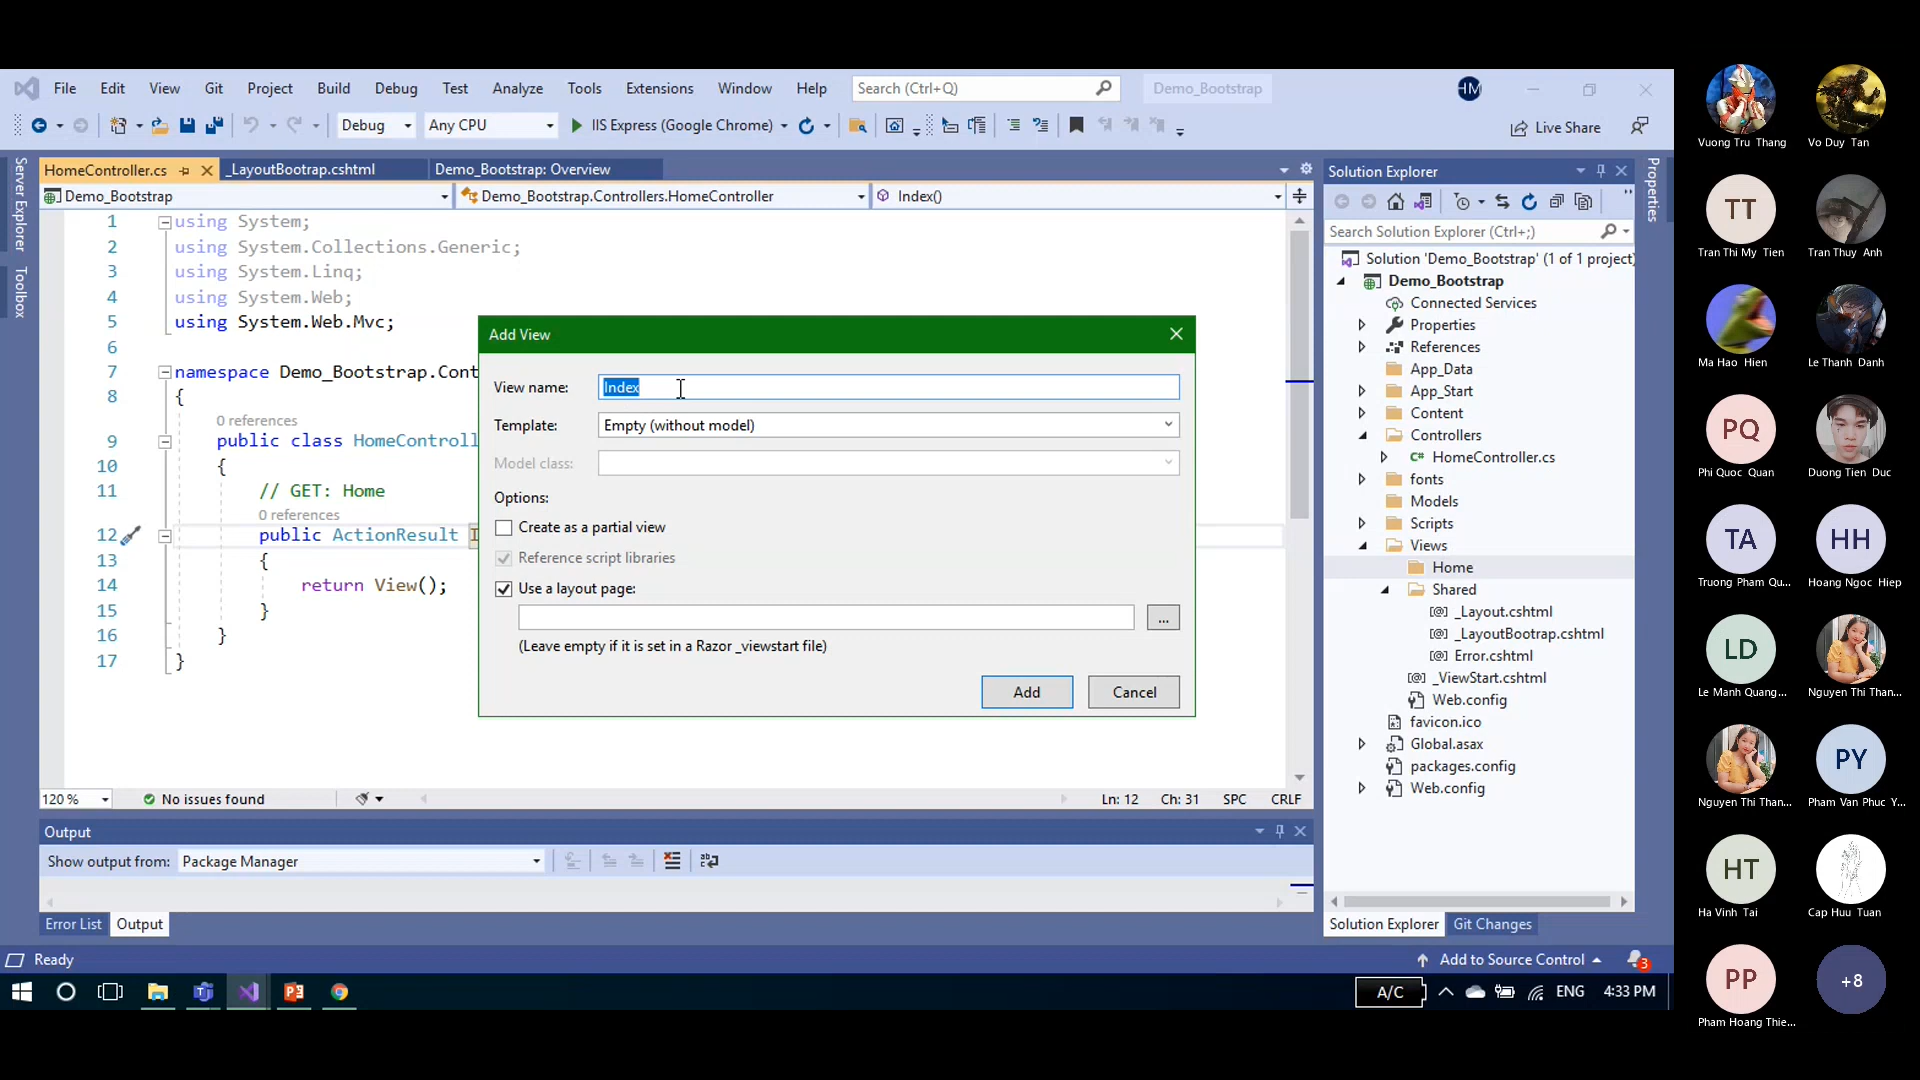 File Edit View Git Project Build Debug Test Analyze Tools Extensions Window Help Search (Ctrl+Q) Demo_Bootstrap HM
Debug Any CPU IIS Express (Google Chrome) Live Share
Server Explorer
Toolbox
HomeController.cs _LayoutBootrap.cshtml Demo_Bootstrap: Overview
Demo_Bootstrap Demo_Bootstrap.Controllers.HomeController Index()
1 using System;
2 using System.Collections.Generic;
3 using System.Linq;
4 using System.Web;
5 using System.Web.Mvc;
6
7 namespace Demo_Bootstrap.Cont
8 {
0 references
9 public class HomeControll
10 {
11 // GET: Home
0 references
12 public ActionResult I
13 {
14 return View();
15 }
16 }
17 }
Add View
View name: Index
Template: Empty (without model)
Model class:
Options:
Create as a partial view
Reference script libraries
Use a layout page:
...
(Leave empty if it is set in a Razor _viewstart file)
Add Cancel
120 % No issues found Ln: 12 Ch: 31 SPC CRLF
Output
Show output from: Package Manager
Error List Output
Solution Explorer
Search Solution Explorer (Ctrl+;)
Solution 'Demo_Bootstrap' (1 of 1 project)
Demo_Bootstrap
Connected Services
Properties
References
App_Data
App_Start
Content
Controllers
C# HomeController.cs
fonts
Models
Scripts
Views
Home
Shared
[@] _Layout.cshtml
[@] _LayoutBootrap.cshtml
[@] Error.cshtml
[@] _ViewStart.cshtml
Web.config
favicon.ico
Global.asax
packages.config
Web.config
Solution Explorer Git Changes
Properties
Ready Add to Source Control 3
A/C ENG 4:33 PM
Vuong Tru Thang Vo Duy Tan
TT
Tran Thi My Tien Tran Thuy Anh
Ma Hao Hien Le Thanh Danh
PQ
Phi Quoc Quan Duong Tien Duc
TA HH
Truong Pham Qu... Hoang Ngoc Hiep
LD
Le Manh Quang... Nguyen Thi Than...
PY
Nguyen Thi Than... Pham Van Phuc Y...
HT
Ha Vinh Tai Cap Huu Tuan
PP +8
Pham Hoang Thie...